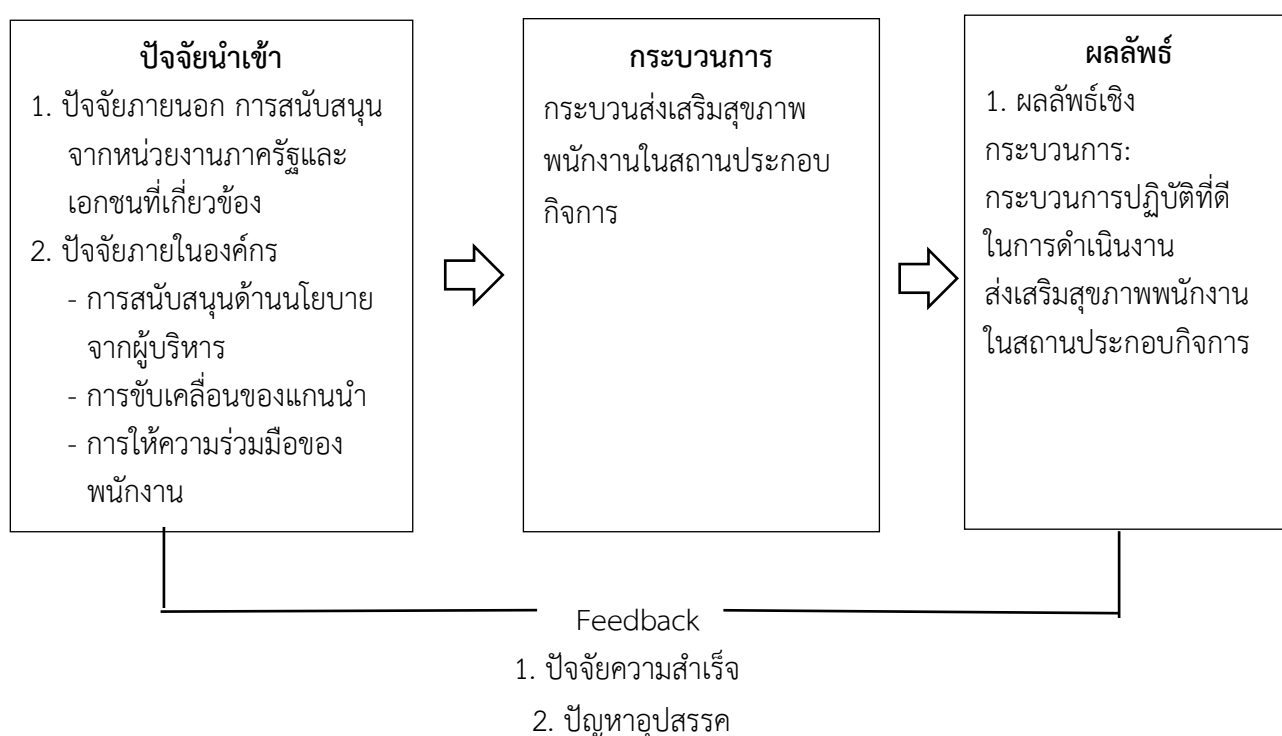 ปัจจัยนำเข้า
1. ปัจจัยภายนอก การสนับสนุน
จากหน่วยงานภาครัฐและ
เอกชนที่เกี่ยวข้อง
2. ปัจจัยภายในองค์กร
- การสนับสนุนด้านนโยบาย
จากผู้บริหาร
- การขับเคลื่อนของแกนนำ
- การให้ความร่วมมือของ
พนักงาน
กระบวนการ
กระบวนส่งเสริมสุขภาพ
พนักงานในสถานประกอบ
กิจการ
ผลลัพธ์
1. ผลลัพธ์เชิง
กระบวนการ:
กระบวนการปฏิบัติที่ดี
ในการดำเนินงาน
ส่งเสริมสุขภาพพนักงาน
ในสถานประกอบกิจการ
Feedback
1. ปัจจัยความสำเร็จ
2. ปัญหาอุปสรรค